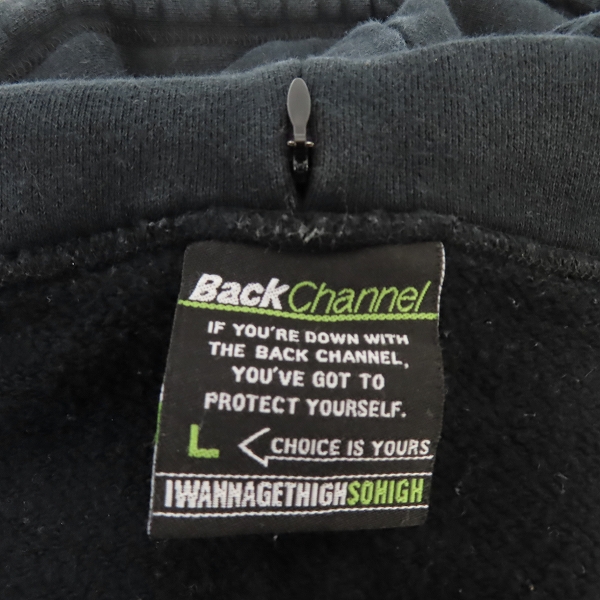 BackChannel
IF YOU'RE DOWN WITH
THE BACK CHANNEL,
YOU'VE GOT TO
PROTECT YOURSELF.
L CHOICE IS YOURS
IWANNAGETHIGHSOHIGH